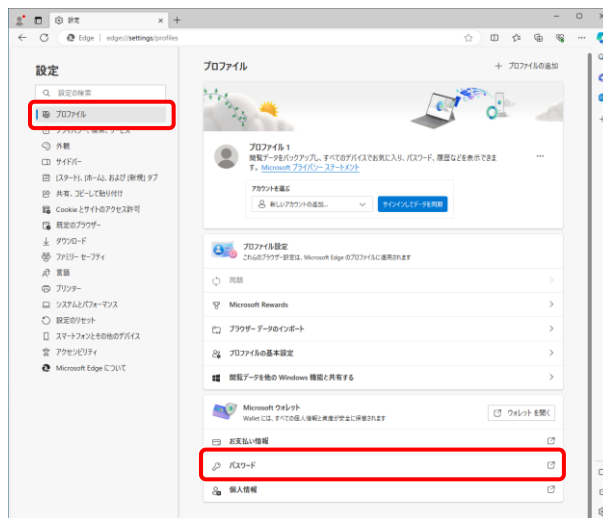 設定
Edge | edge://settings/profiles
設定
設定の検索
プロファイル
プライバシー、検索、サービス
外観
サイドバー
[スタート]、[ホーム]、および [新規] タブ
共有、コピーして貼り付け
Cookie とサイトのアクセス許可
既定のブラウザー
ダウンロード
ファミリー セーフティ
言語
プリンター
システムとパフォーマンス
設定のリセット
スマートフォンとその他のデバイス
アクセシビリティ
Microsoft Edge について
プロファイル
プロファイルの追加
プロファイル 1
閲覧データをバックアップし、すべてのデバイスでお気に入り、パスワード、履歴などを表示できま
す。Microsoft プライバシー ステートメント
アカウントを選ぶ
新しいアカウントの追加...
サインインしてデータを同期
プロファイル設定
これらのブラウザー設定は、Microsoft Edge のプロファイルに適用されます
同期
Microsoft Rewards
ブラウザー データのインポート
プロファイルの基本設定
閲覧データを他の Windows 機能と共有する
Microsoft ウォレット
Wallet には、すべての個人情報と資産が安全に保管されます
ウォレット を開く
お支払い情報
パスワード
個人情報